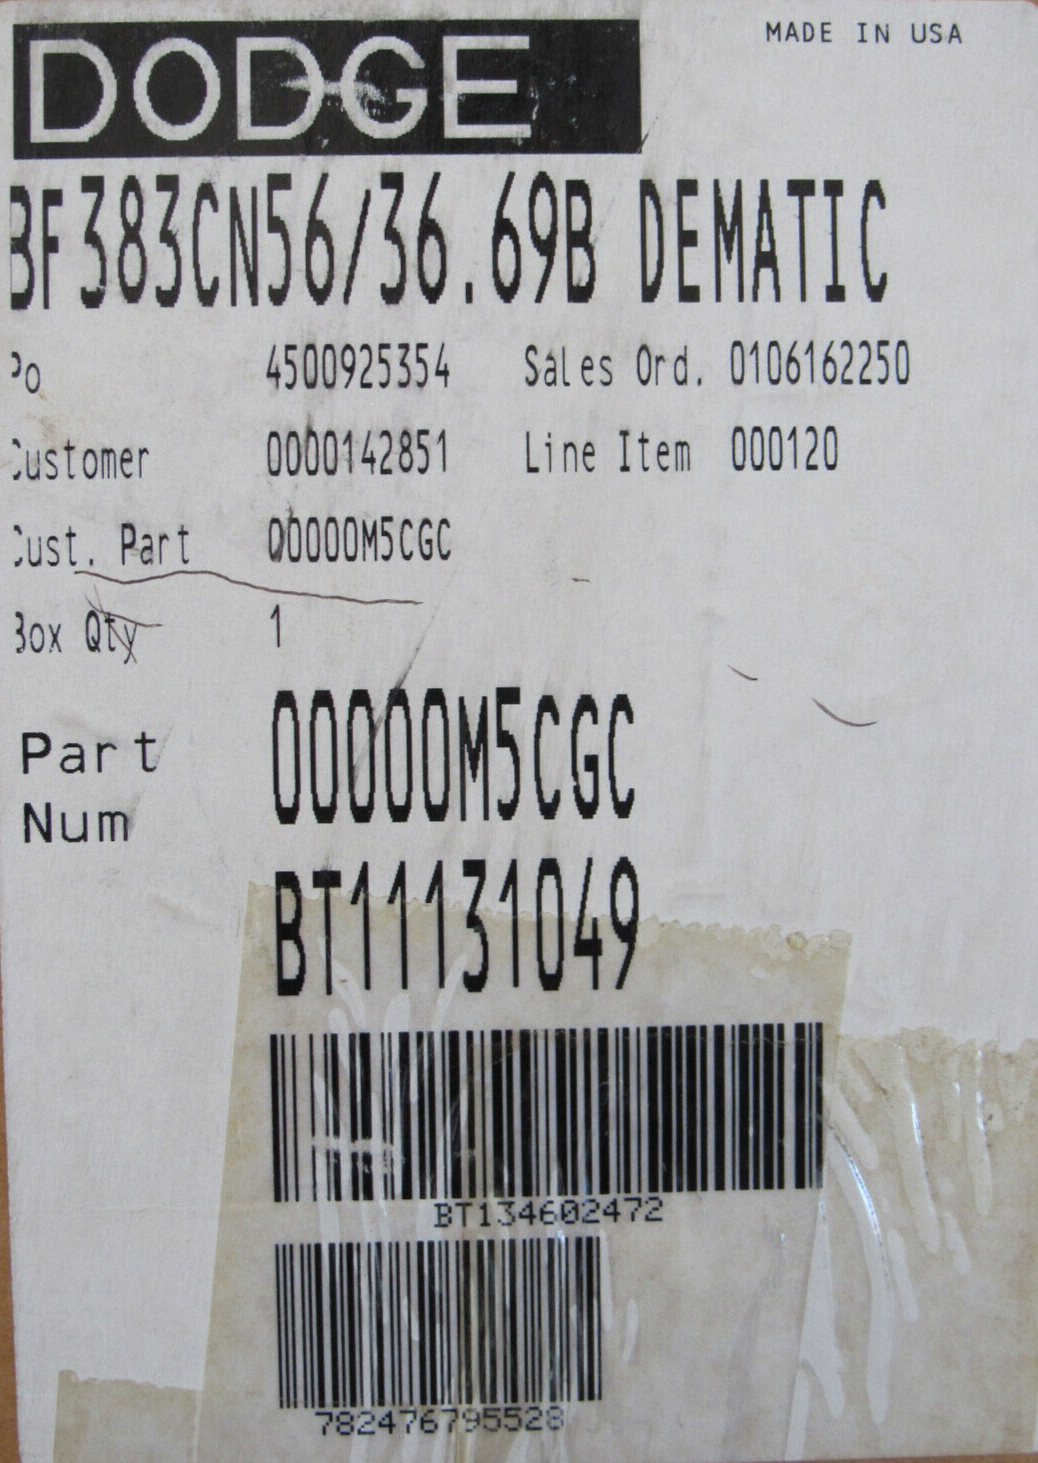 DODGE
MADE IN USA
BF383CN56/36.69B DEMATIC
Po 4500925354 Sales Ord. 0106162250
Customer 0000142851 Line Item 000120
Cust. Part 00000M5CGC
Box Qty 1
Part Num 00000M5CGC
BT11131049
BT134602472
782476795528